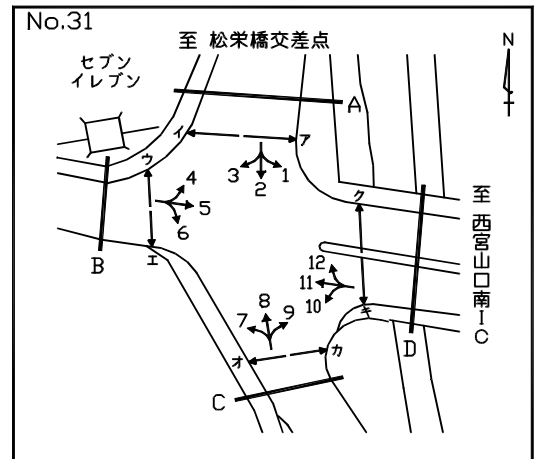 No.31
至 松栄橋交差点
セブン
イレブン
N
A
イ
ア
ウ
3
2
1
4
5
6
ク
至
西
宮
山
口
南
I
C
エ
B
12
11
10
キ
D
7
8
9
オ
カ
C